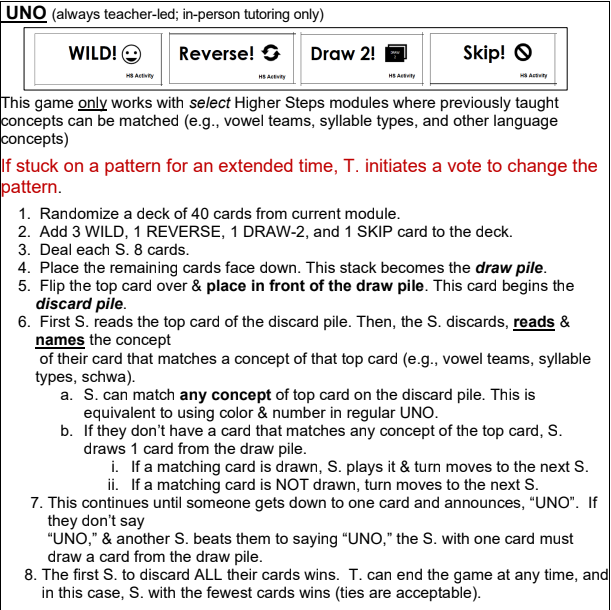 UNO (always teacher-led; in-person tutoring only)
WILD! Reverse! Draw 2! Skip!
HS Activity HS Activity HS Activity HS Activity
This game only works with select Higher Steps modules where previously taught
concepts can be matched (e.g., vowel teams, syllable types, and other language
concepts)
If stuck on a pattern for an extended time, T. initiates a vote to change the
pattern.
1. Randomize a deck of 40 cards from current module.
2. Add 3 WILD, 1 REVERSE, 1 DRAW-2, and 1 SKIP card to the deck.
3. Deal each S. 8 cards.
4. Place the remaining cards face down. This stack becomes the draw pile.
5. Flip the top card over & place in front of the draw pile. This card begins the
discard pile.
6. First S. reads the top card of the discard pile. Then, the S. discards, reads &
names the concept
of their card that matches a concept of that top card (e.g., vowel teams, syllable
types, schwa).
a. S. can match any concept of top card on the discard pile. This is
equivalent to using color & number in regular UNO.
b. If they don't have a card that matches any concept of the top card, S.
draws 1 card from the draw pile.
i. If a matching card is drawn, S. plays it & turn moves to the next S.
ii. If a matching card is NOT drawn, turn moves to the next S.
7. This continues until someone gets down to one card and announces, “UNO”. If
they don't say
“UNO,” & another S. beats them to saying “UNO,” the S. with one card must
draw a card from the draw pile.
8. The first S. to discard ALL their cards wins. T. can end the game at any time, and
in this case, S. with the fewest cards wins (ties are acceptable).